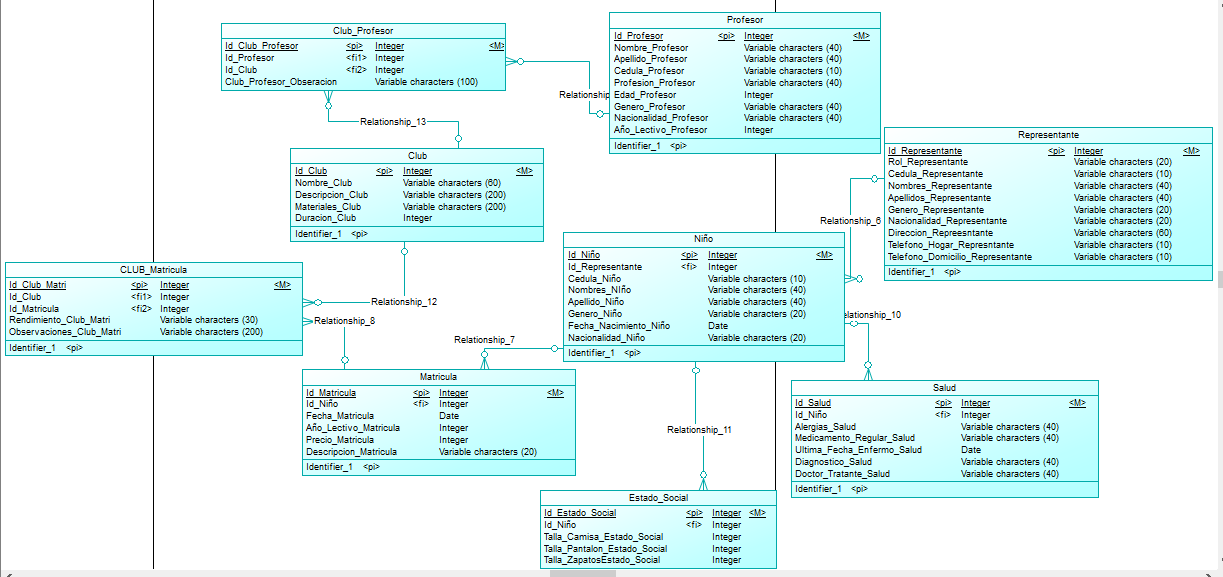 Club_Profesor
Id_Club_Profesor <pi> Integer <M>
Id_Profesor <fi1> Integer
Id_Club <fi2> Integer
Club_Profesor_Obseracion Variable characters (100)
Profesor
Id_Profesor <pi> Integer <M>
Nombre_Profesor Variable characters (40)
Apellido_Profesor Variable characters (40)
Cedula_Profesor Variable characters (10)
Profesion_Profesor Variable characters (40)
Edad_Profesor Integer
Genero_Profesor Variable characters (40)
Nacionalidad_Profesor Variable characters (40)
Año_Lectivo_Profesor Integer
Identifier_1 <pi>
Relationship
Relationship_13
Club
Id_Club <pi> Integer <M>
Nombre_Club Variable characters (60)
Descripcion_Club Variable characters (200)
Materiales_Club Variable characters (200)
Duracion_Club Integer
Identifier_1 <pi>
Representante
Id_Representante <pi> Integer <M>
Rol_Representante Variable characters (20)
Cedula_Representante Variable characters (10)
Nombres_Representante Variable characters (40)
Apellidos_Representante Variable characters (40)
Genero_Representante Variable characters (20)
Nacionalidad_Representante Variable characters (20)
Direccion_Repreesntante Variable characters (60)
Telefono_Hogar_Represntante Variable characters (10)
Telefono_Domicilio_Representante Variable characters (10)
Identifier_1 <pi>
Relationship_6
Niño
Id_Niño <pi> Integer <M>
Id_Representante <fi> Integer
Cedula_Niño Variable characters (10)
Nombres_NIño Variable characters (40)
Apellido_Niño Variable characters (40)
Genero_Niño Variable characters (20)
Fecha_Nacimiento_Niño Date
Nacionalidad_Niño Variable characters (20)
Identifier_1 <pi>
CLUB_Matricula
Id_Club_Matri <pi> Integer <M>
Id_Club <fi1> Integer
Id_Matricula <fi2> Integer
Rendimiento_Club_Matri Variable characters (30)
Observaciones_Club_Matri Variable characters (200)
Identifier_1 <pi>
Relationship_12
Relationship_8
Relationship_7
elationship_10
Matricula
Id_Matricula <pi> Integer <M>
Id_Niño <fi> Integer
Fecha_Matricula Date
Año_Lectivo_Matricula Integer
Precio_Matricula Integer
Descripcion_Matricula Variable characters (20)
Identifier_1 <pi>
Relationship_11
Salud
Id_Salud <pi> Integer <M>
Id_Niño <fi> Integer
Alergias_Salud Variable characters (40)
Medicamento_Regular_Salud Variable characters (40)
Ultima_Fecha_Enfermo_Salud Date
Diagnostico_Salud Variable characters (40)
Doctor_Tratante_Salud Variable characters (40)
Identifier_1 <pi>
Estado_Social
Id_Estado_Social <pi> Integer <M>
Id_Niño <fi> Integer
Talla_Camisa_Estado_Social Integer
Talla_Pantalon_Estado_Social Integer
Talla_ZapatosEstado_Social Integer